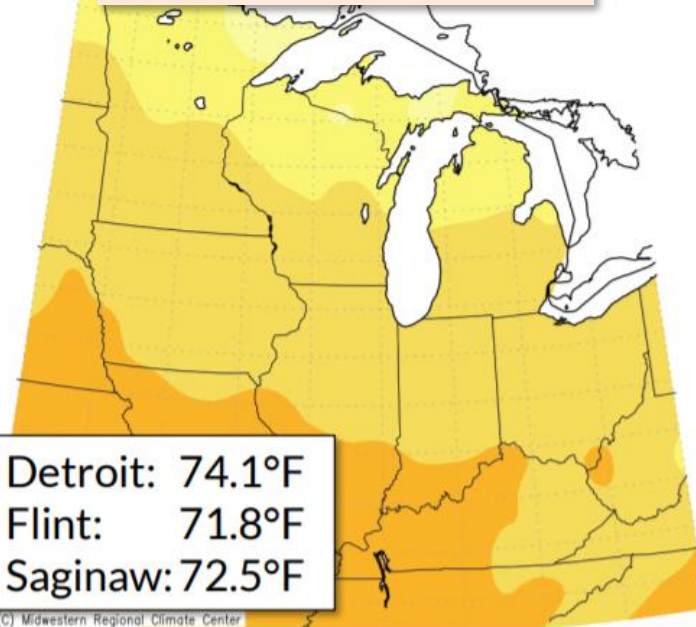 Detroit: 74.1°F
Flint: 71.8°F
Saginaw: 72.5°F
(C) Midwestern Regional Climate Center